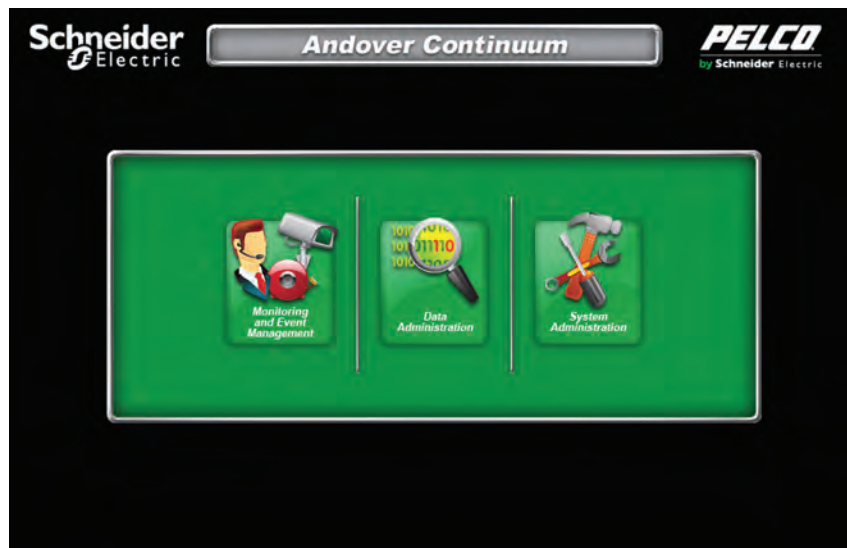 Schneider
Electric
Andover Continuum
PELCO
by Schneider Electric
Monitoring
and Event
Management
Data
Administration
System
Administration